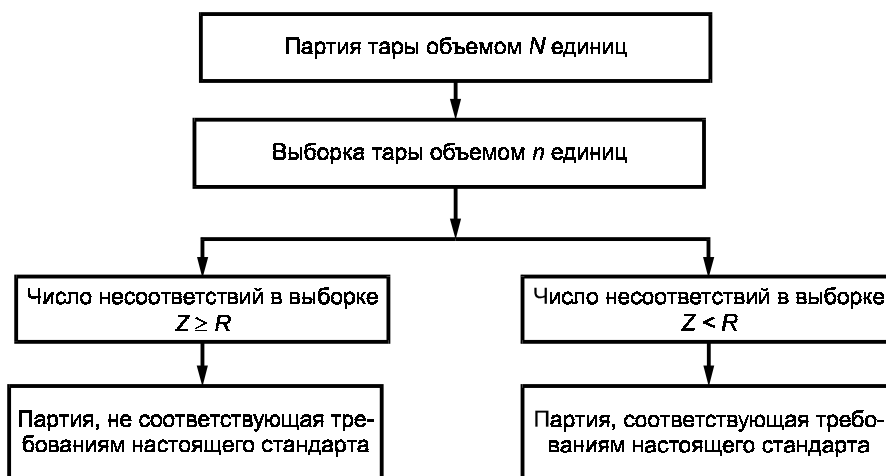 Партия тары объемом N единиц
Выборка тары объемом n единиц
Число несоответствий в выборке
Z ≥ R
Число несоответствий в выборке
Z < R
Партия, не соответствующая тре-
бованиям настоящего стандарта
Партия, соответствующая требо-
ваниям настоящего стандарта